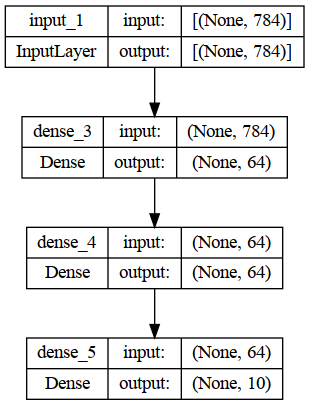 input_1 input: [(None, 784)]
InputLayer output: [(None, 784)]
dense_3 input: (None, 784)
Dense output: (None, 64)
dense_4 input: (None, 64)
Dense output: (None, 64)
dense_5 input: (None, 64)
Dense output: (None, 10)